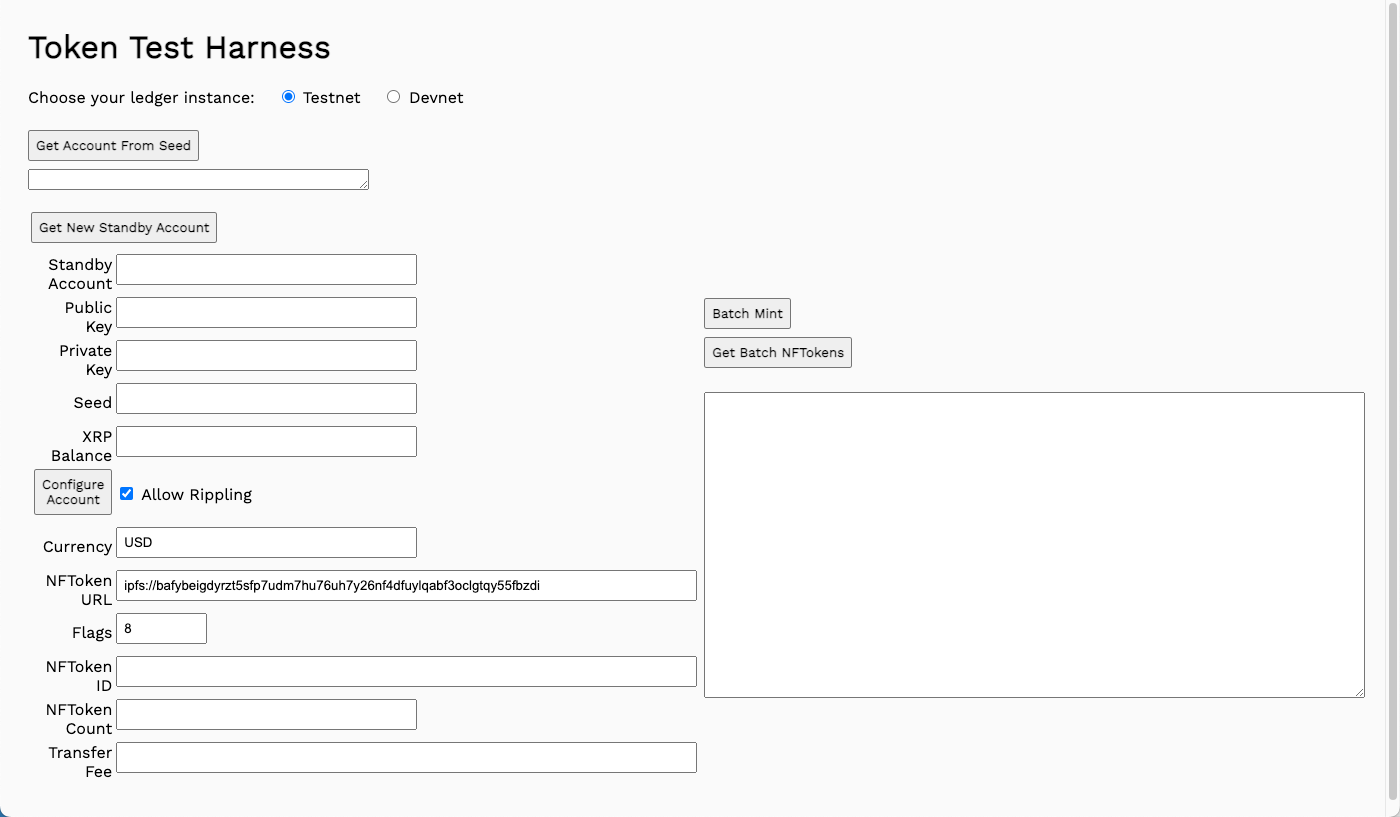 Token Test Harness
Choose your ledger instance: Testnet Devnet
Get Account From Seed
Get New Standby Account
Standby
Account
Public
Key
Batch Mint
Private
Key
Get Batch NFTokens
Seed
XRP
Balance
Configure
Account
Allow Rippling
Currency
USD
NFToken
URL
ipfs://bafybeigdyrzt5sfp7udm7hu76uh7y26nf4dfuylqabf3oclgtqy55fbzdi
Flags
8
NFToken
ID
NFToken
Count
Transfer
Fee